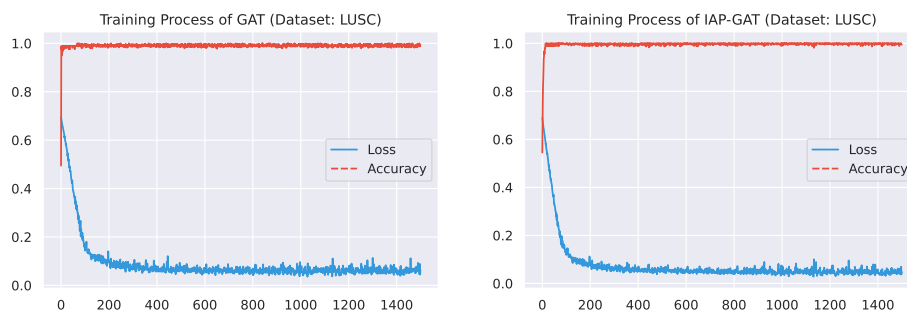 Training Process of GAT (Dataset: LUSC)
1.0
0.8
0.6
0.4
0.2
0.0
0 200 400 600 800 1000 1200 1400
Loss
Accuracy
Training Process of IAP-GAT (Dataset: LUSC)
1.0
0.8
0.6
0.4
0.2
0.0
0 200 400 600 800 1000 1200 1400
Loss
Accuracy